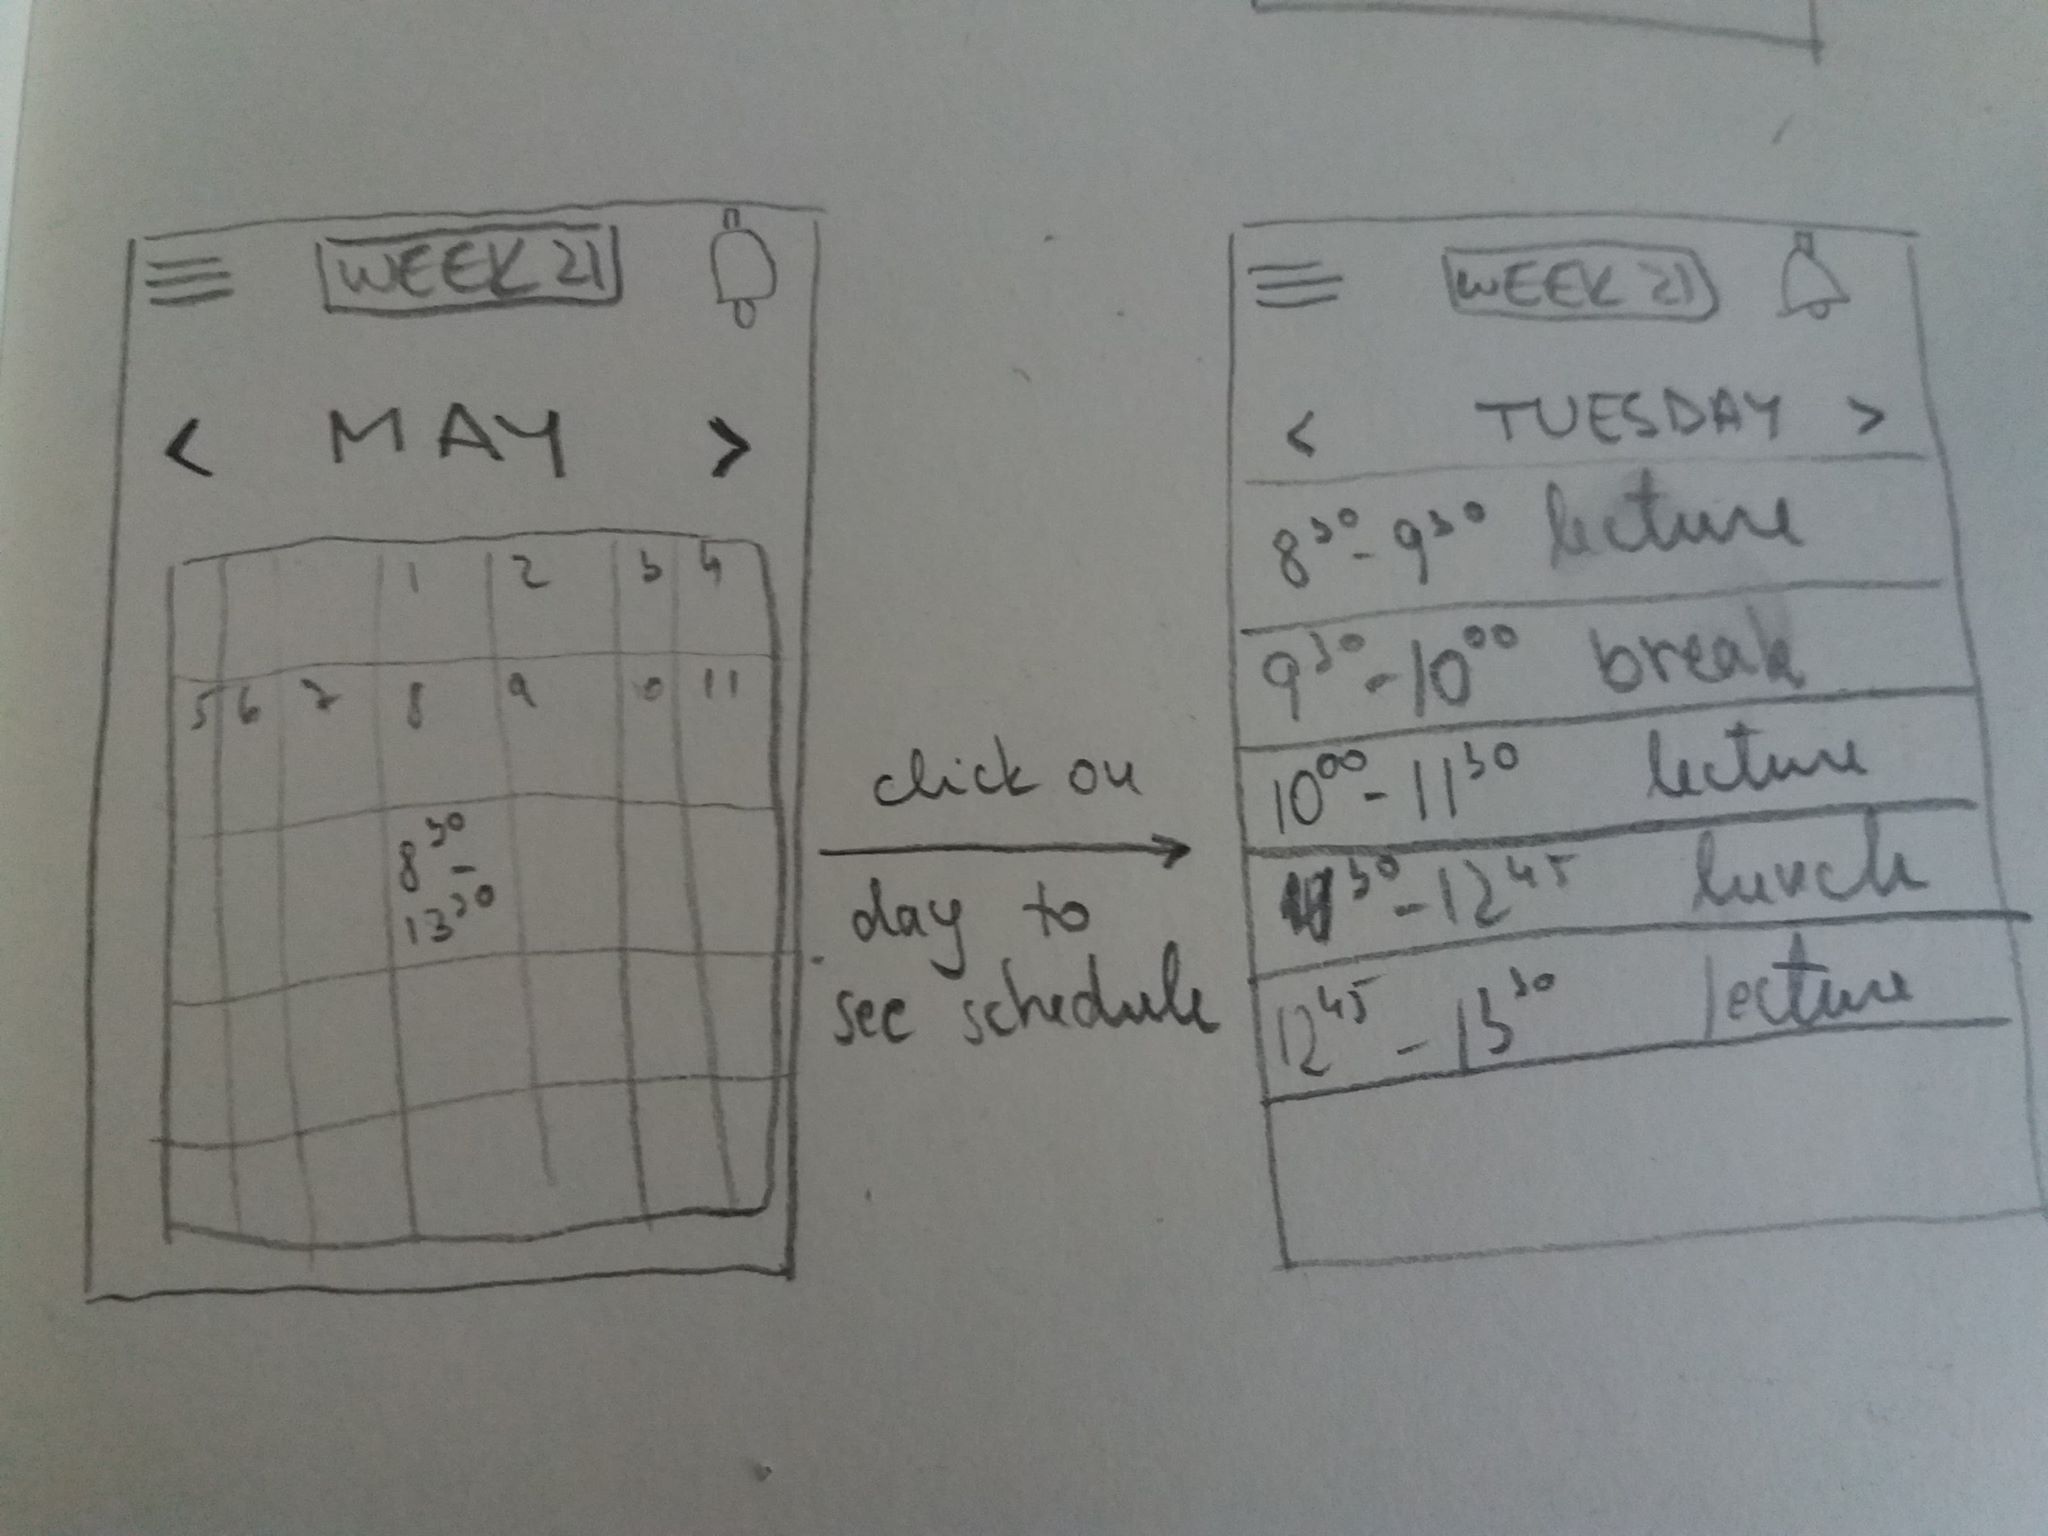 WEEK 21
< MAY >
1 2 3 4
5 6 7 8 9 0 11
8 30 -
13 30
click on
day to
see schedule
WEEK 21
< TUESDAY >
8 30 - 9 30 lecture
9 30 - 10 00 break
10 00 - 11 30 lecture
11 30 - 12 45 lunch
12 45 - 13 30 lecture